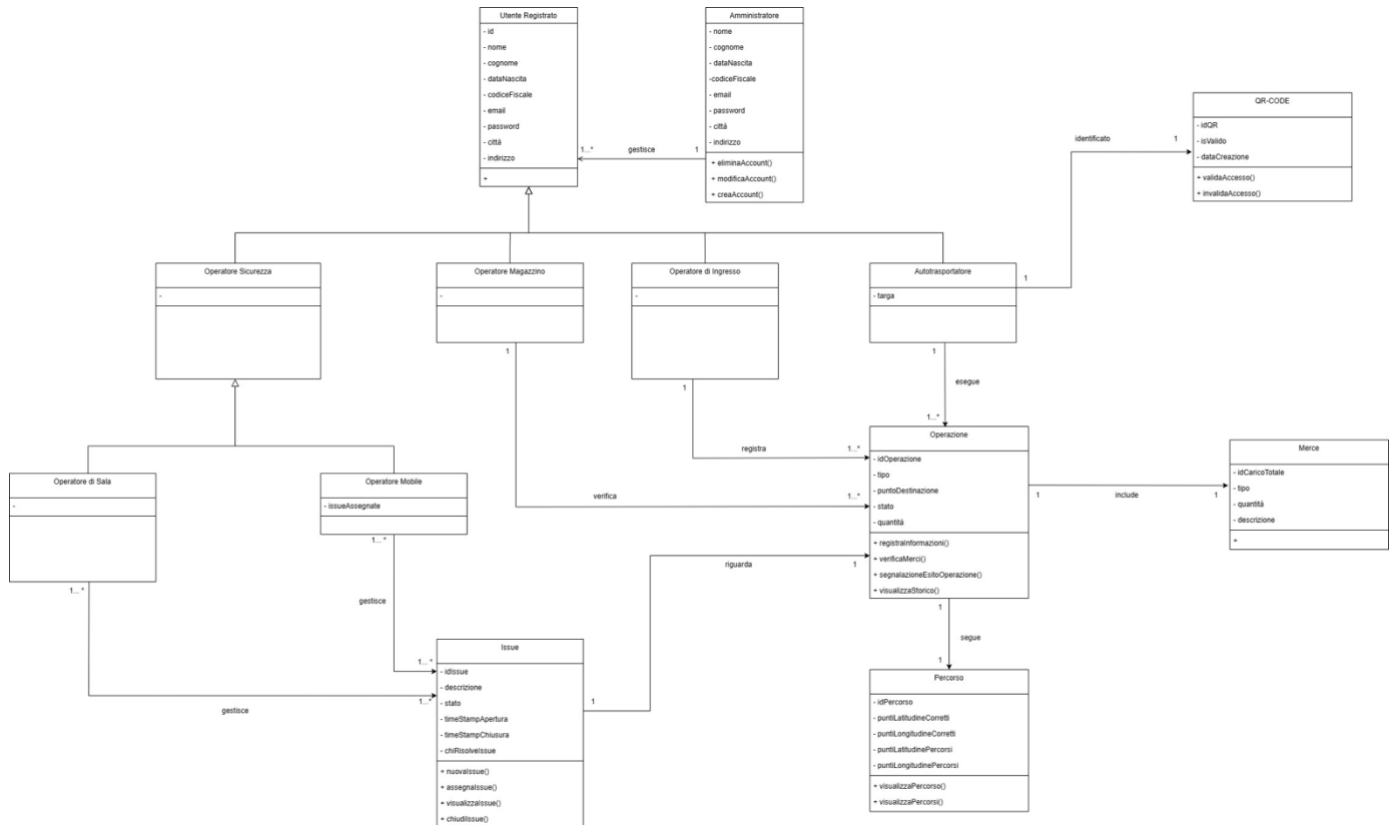 Utente Registrato
- id
- nome
- cognome
- dataNascita
- codiceFiscale
- email
- password
- città
- indirizzo
+
Amministratore
- nome
- cognome
- dataNascita
-codiceFiscale
- email
- password
- città
- indirizzo
+ eliminaAccount()
+ modificaAccount()
+ creaAccount()
1...*
gestisce
1
QR-CODE
- idQR
- isValido
- dataCreazione
+ validaAccesso()
+ invalidaAccesso()
identificato
1
1
Operatore Sicurezza
-
Operatore Magazzino
-
Operatore di Ingresso
-
Autotrasportatore
- targa
1
1
1
esegue
1...*
registra
1...*
verifica
1...*
Operatore di Sala
-
Operatore Mobile
- issueAssegnate
1... *
1... *
gestisce
gestisce
1... *
1...*
Operazione
- idOperazione
- tipo
- puntoDestinazione
- stato
- quantità
+ registraInformazioni()
+ verificaMerci()
+ segnalazioneEsitoOperazione()
+ visualizzaStorico()
1
include
1
Merce
- idCaricoTotale
- tipo
- quantità
- descrizione
+
riguarda
1
1
Issue
- idIssue
- descrizione
- stato
- timeStampApertura
- timeStampChiusura
- chiRisolveIssue
+ nuovaIssue()
+ assegnaIssue()
+ visualizzaIssue()
+ chiudiIssue()
1
segue
1
Percorso
- idPercorso
- puntiLatitudineCorretti
- puntiLongitudineCorretti
- puntiLatitudinePercorsi
- puntiLongitudinePercorsi
+ visualizzaPercorso()
+ visualizzaPercorsi()